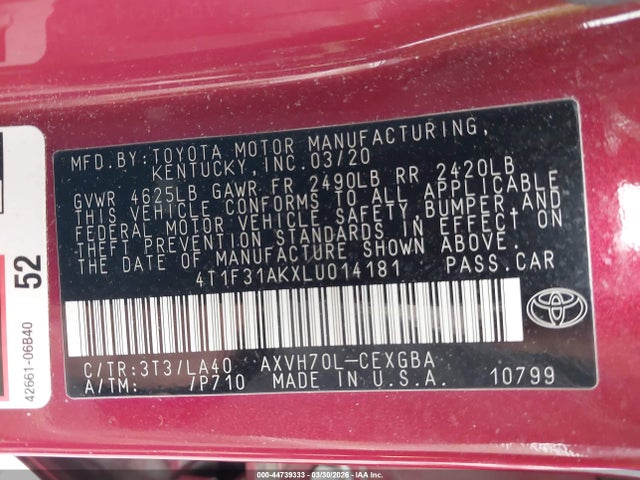 MFD.BY:TOYOTA MOTOR MANUFACTURING,
KENTUCKY,INC.03/20
GVWR 4625LB GAWR FR 2490LB RR 2420LB
THIS VEHICLE CONFORMS TO ALL APPLICABLE
FEDERAL MOTOR VEHICLE SAFETY,BUMPER,AND
THEFT PREVENTION STANDARDS IN EFFECT ON
THE DATE OF MANUFACTURE SHOWN ABOVE.
4T1F31AKXLU014181 PASS.CAR
C/TR:3T3/LA40 AXVH70L-CEXGBA
A/TM: /P710 MADE IN U.S.A. 10799
TOYOTA
52
42661-06B40
000-44739333 - 03/30/2026 - IAAI.COM